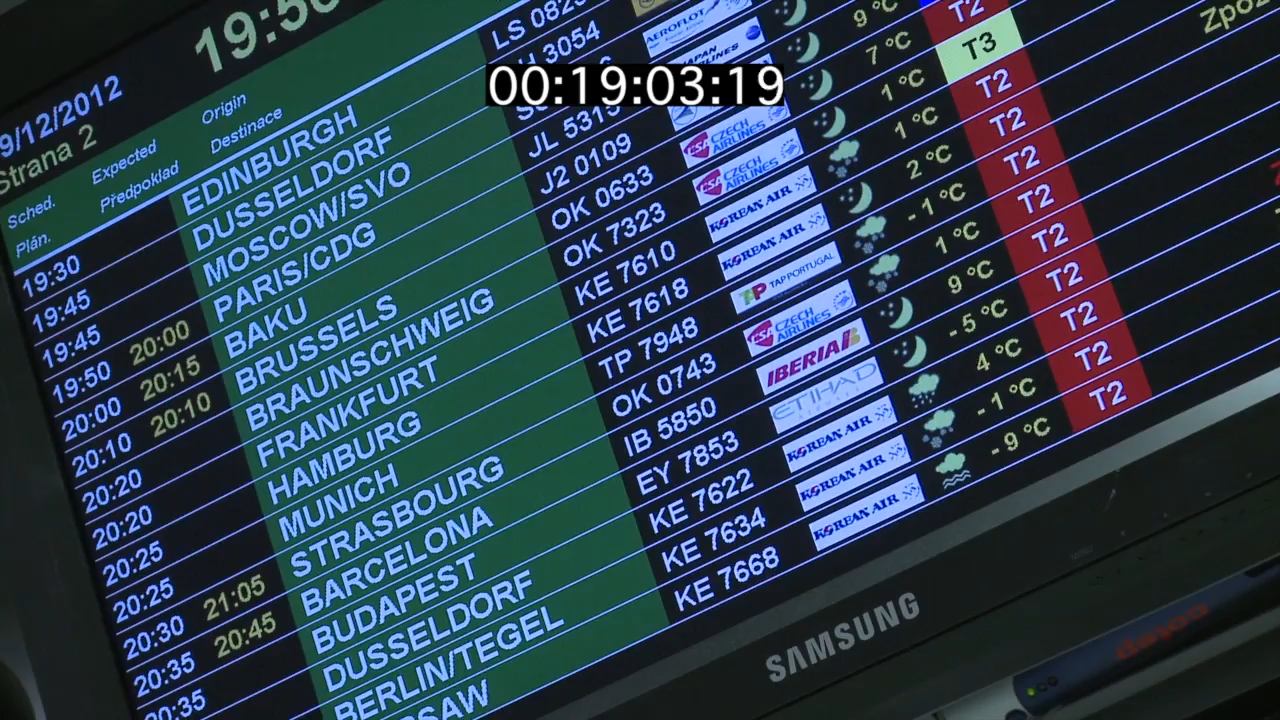 19:5
9/12/2012
Strana 2
Sched. Expected Origin
Plán. Předpoklad Destinace
00:19:03:19
19:30 EDINBURGH LS 082
19:45 DUSSELDORF 3054 AEROFLOT
19:45 MOSCOW/SVO
19:50 20:00 PARIS/CDG JL 5315
20:00 20:15 BAKU J2 0109 9 °C
20:10 20:10 BRUSSELS OK 0633 CSA CZECH AIRLINES 7 °C T2
20:20 BRAUNSCHWEIG OK 7323 CSA CZECH AIRLINES 1 °C T3 Zpož
20:20 FRANKFURT KE 7610 KOREAN AIR 1 °C T2
20:25 HAMBURG KE 7618 KOREAN AIR 2 °C T2
20:25 MUNICH TP 7948 TAP PORTUGAL -1 °C T2
20:30 21:05 STRASBOURG OK 0743 CSA CZECH AIRLINES 1 °C T2
20:35 20:45 BARCELONA IB 5850 IBERIA 9 °C T2
20:35 BUDAPEST EY 7853 ETIHAD -5 °C T2
DUSSELDORF KE 7622 KOREAN AIR 4 °C T2
BERLIN/TEGEL KE 7634 KOREAN AIR -1 °C T2
SAW KE 7668 KOREAN AIR -9 °C T2
SAMSUNG